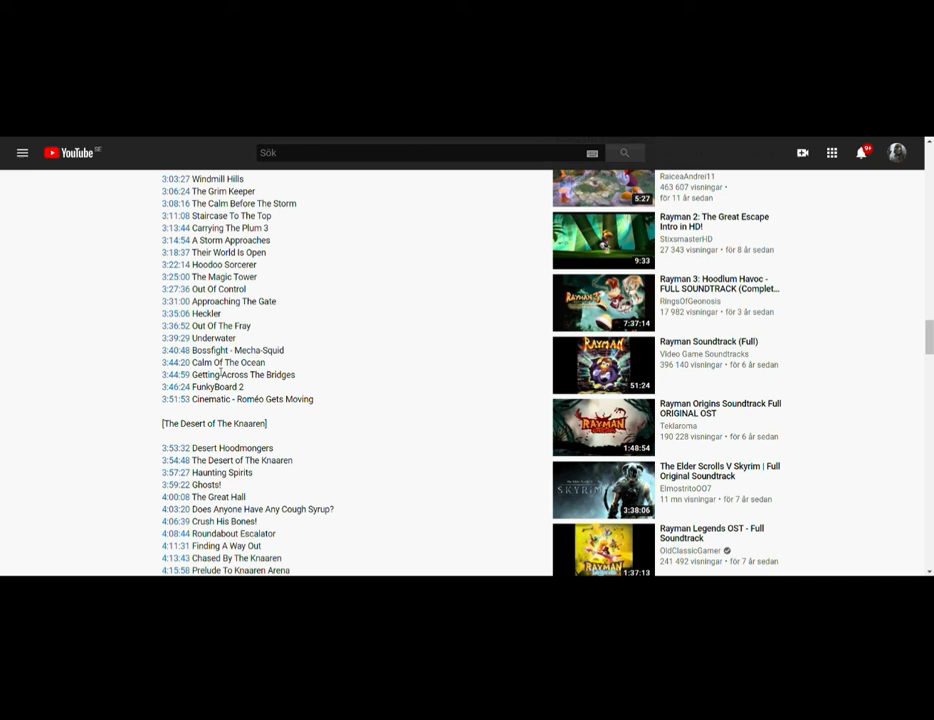 YouTube SE
Sök
9+
3:03:27 Windmill Hills
3:06:24 The Grim Keeper
3:08:16 The Calm Before The Storm
3:11:08 Staircase To The Top
3:13:44 Carrying The Plum 3
3:14:54 A Storm Approaches
3:18:37 Their World Is Open
3:22:14 Hoodoo Sorcerer
3:25:00 The Magic Tower
3:27:36 Out Of Control
3:31:00 Approaching The Gate
3:35:06 Heckler
3:36:52 Out Of The Fray
3:39:29 Underwater
3:40:48 Bossfight - Mecha-Squid
3:44:20 Calm Of The Ocean
3:44:59 Getting Across The Bridges
3:46:24 FunkyBoard 2
3:51:53 Cinematic - Roméo Gets Moving
[The Desert of The Knaaren]
3:53:32 Desert Hoodmongers
3:54:48 The Desert of The Knaaren
3:57:27 Haunting Spirits
3:59:22 Ghosts!
4:00:08 The Great Hall
4:03:20 Does Anyone Have Any Cough Syrup?
4:06:39 Crush His Bones!
4:08:44 Roundabout Escalator
4:11:31 Finding A Way Out
4:13:43 Chased By The Knaaren
4:15:58 Prelude To Knaaren Arena
5:27
RaiceaAndrei11
463 607 visningar •
för 11 år sedan
9:33
Rayman 2: The Great Escape
Intro in HD!
StixsmasterHD
27 343 visningar • för 8 år sedan
RAYMAN
7:37:14
Rayman 3: Hoodlum Havoc -
FULL SOUNDTRACK (Complet...
RingsOfGeonosis
17 982 visningar • för 3 år sedan
RAYMAN
51:24
Rayman Soundtrack (Full)
Video Game Soundtracks
396 140 visningar • för 6 år sedan
RAYMAN
1:48:54
Rayman Origins Soundtrack Full
ORIGINAL OST
Teklaroma
190 228 visningar • för 6 år sedan
SKYRIM
3:38:06
The Elder Scrolls V Skyrim | Full
Original Soundtrack
ElmostritoOO7
11 mn visningar • för 7 år sedan
RAYMAN
1:37:13
Rayman Legends OST - Full
Soundtrack
OldClassicGamer
241 492 visningar • för 7 år sedan